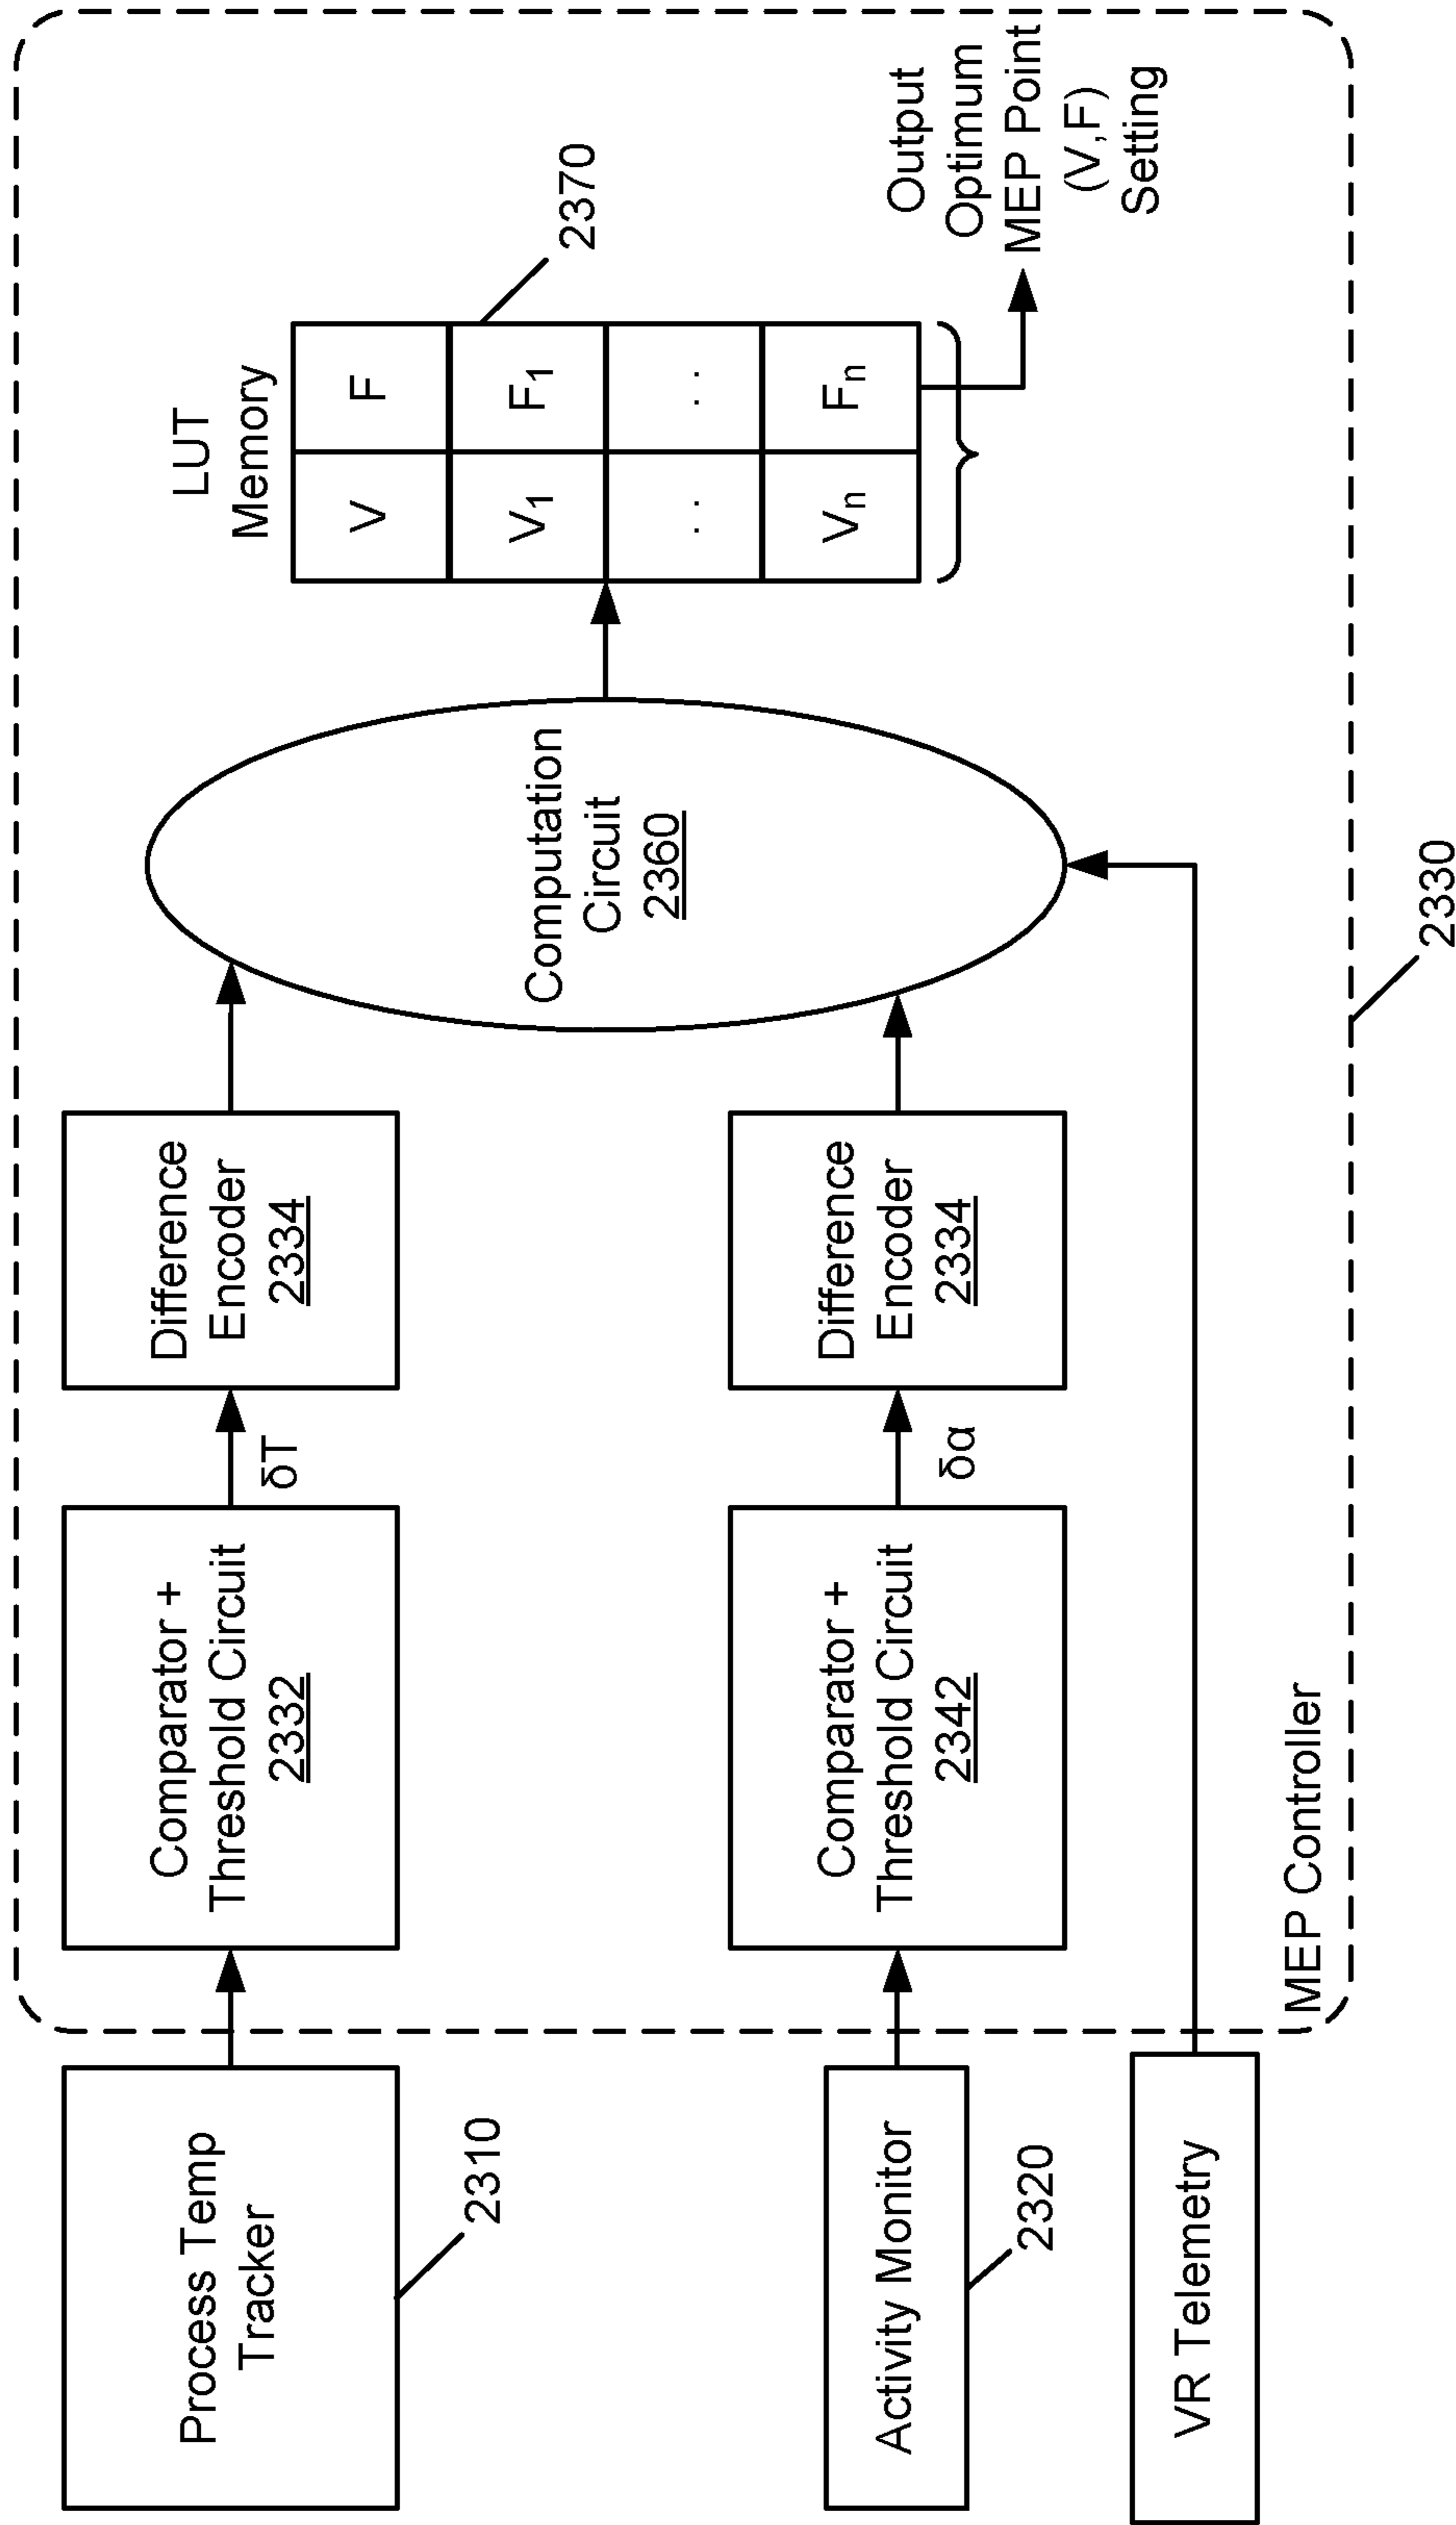 Process Temp
Tracker
2310
Comparator +
Threshold Circuit
2332
δT
Difference
Encoder
2334
Activity Monitor
2320
Comparator +
Threshold Circuit
2342
δα
Difference
Encoder
2334
VR Telemetry
Computation
Circuit
2360
LUT
Memory
V
F
V1
F1
. .
. .
Vn
Fn
2370
Output
Optimum
MEP Point
(V,F)
Setting
MEP Controller
2330